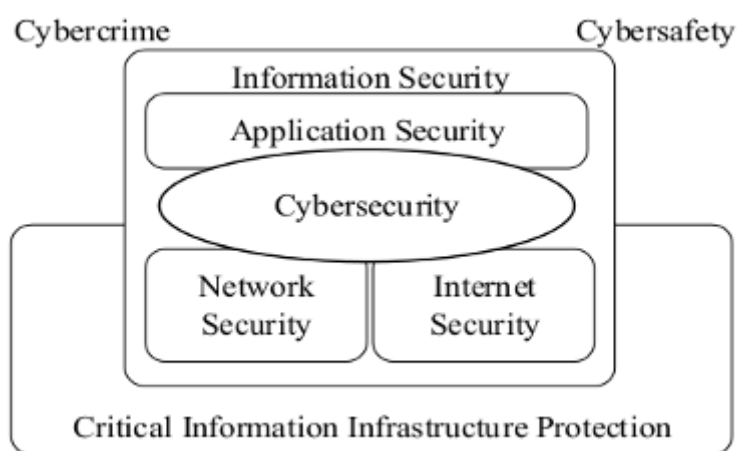 Cybercrime
Cybersafety
Information Security
Application Security
Cybersecurity
Network
Security
Internet
Security
Critical Information Infrastructure Protection